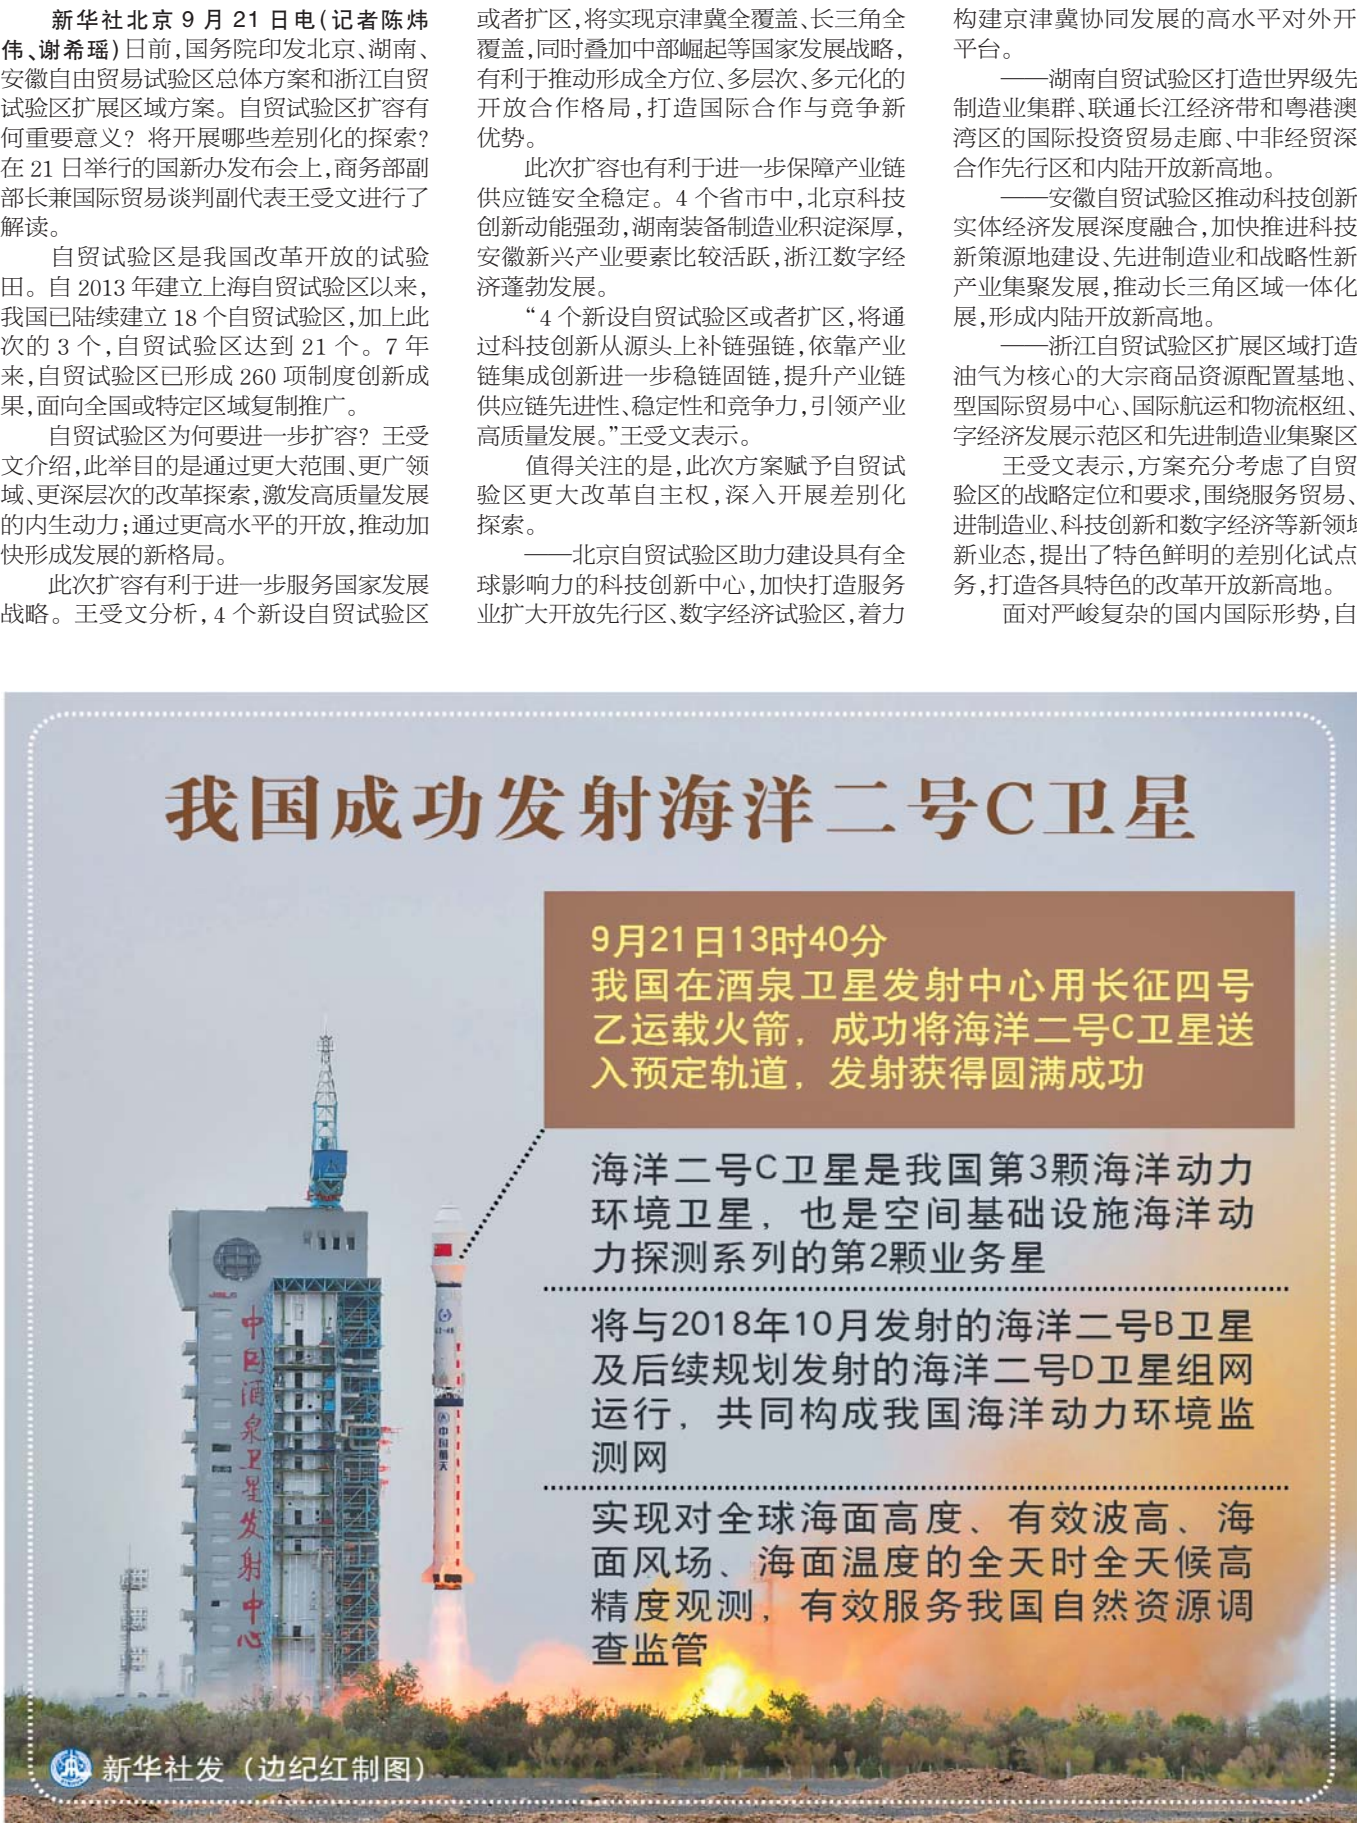 新华社北京9月21日电(记者陈炜
伟、谢希瑶)日前,国务院印发北京、湖南、
安徽自由贸易试验区总体方案和浙江自贸
试验区扩展区域方案。自贸试验区扩容有
何重要意义?将开展哪些差别化的探索?
在21日举行的国新办发布会上,商务部副
部长兼国际贸易谈判副代表王受文进行了
解读。
自贸试验区是我国改革开放的试验
田。自2013年建立上海自贸试验区以来,
我国已陆续建立18个自贸试验区,加上此
次的3个,自贸试验区达到21个。7年
来,自贸试验区已形成260项制度创新成
果,面向全国或特定区域复制推广。
自贸试验区为何要进一步扩容?王受
文介绍,此举目的是通过更大范围、更广领
域、更深层次的改革探索,激发高质量发展
的内生动力;通过更高水平的开放,推动加
快形成发展的新格局。
此次扩容有利于进一步服务国家发展
战略。王受文分析,4个新设自贸试验区
或者扩区,将实现京津冀全覆盖、长三角全
覆盖,同时叠加中部崛起等国家发展战略,
有利于推动形成全方位、多层次、多元化的
开放合作格局,打造国际合作与竞争新
优势。
此次扩容也有利于进一步保障产业链
供应链安全稳定。4个省市中,北京科技
创新动能强劲,湖南装备制造业积淀深厚,
安徽新兴产业要素比较活跃,浙江数字经
济蓬勃发展。
“4个新设自贸试验区或者扩区,将通
过科技创新从源头上补链强链,依靠产业
链集成创新进一步稳链固链,提升产业链
供应链先进性、稳定性和竞争力,引领产业
高质量发展。”王受文表示。
值得关注的是,此次方案赋予自贸试
验区更大改革自主权,深入开展差别化
探索。
——北京自贸试验区助力建设具有全
球影响力的科技创新中心,加快打造服务
业扩大开放先行区、数字经济试验区,着力
构建京津冀协同发展的高水平对外开
平台。
——湖南自贸试验区打造世界级先
制造业集群、联通长江经济带和粤港澳
湾区的国际投资贸易走廊、中非经贸深
合作先行区和内陆开放新高地。
——安徽自贸试验区推动科技创新
实体经济发展深度融合,加快推进科技
新策源地建设、先进制造业和战略性新
产业集聚发展,推动长三角区域一体化
展,形成内陆开放新高地。
——浙江自贸试验区扩展区域打造
油气为核心的大宗商品资源配置基地、
型国际贸易中心、国际航运和物流枢纽、
字经济发展示范区和先进制造业集聚区
王受文表示,方案充分考虑了自贸
验区的战略定位和要求,围绕服务贸易、
进制造业、科技创新和数字经济等新领域
新业态,提出了特色鲜明的差别化试点
务,打造各具特色的改革开放新高地。
面对严峻复杂的国内国际形势,自
我国成功发射海洋二号C卫星
9月21日13时40分
我国在酒泉卫星发射中心用长征四号
乙运载火箭，成功将海洋二号C卫星送
入预定轨道，发射获得圆满成功
海洋二号C卫星是我国第3颗海洋动力
环境卫星，也是空间基础设施海洋动
力探测系列的第2颗业务星
将与2018年10月发射的海洋二号B卫星
及后续规划发射的海洋二号D卫星组网
运行，共同构成我国海洋动力环境监
测网
实现对全球海面高度、有效波高、海
面风场、海面温度的全天时全天候高
精度观测，有效服务我国自然资源调
查监管
中国酒泉卫星发射中心
中国航天
新华社发（边纪红制图）